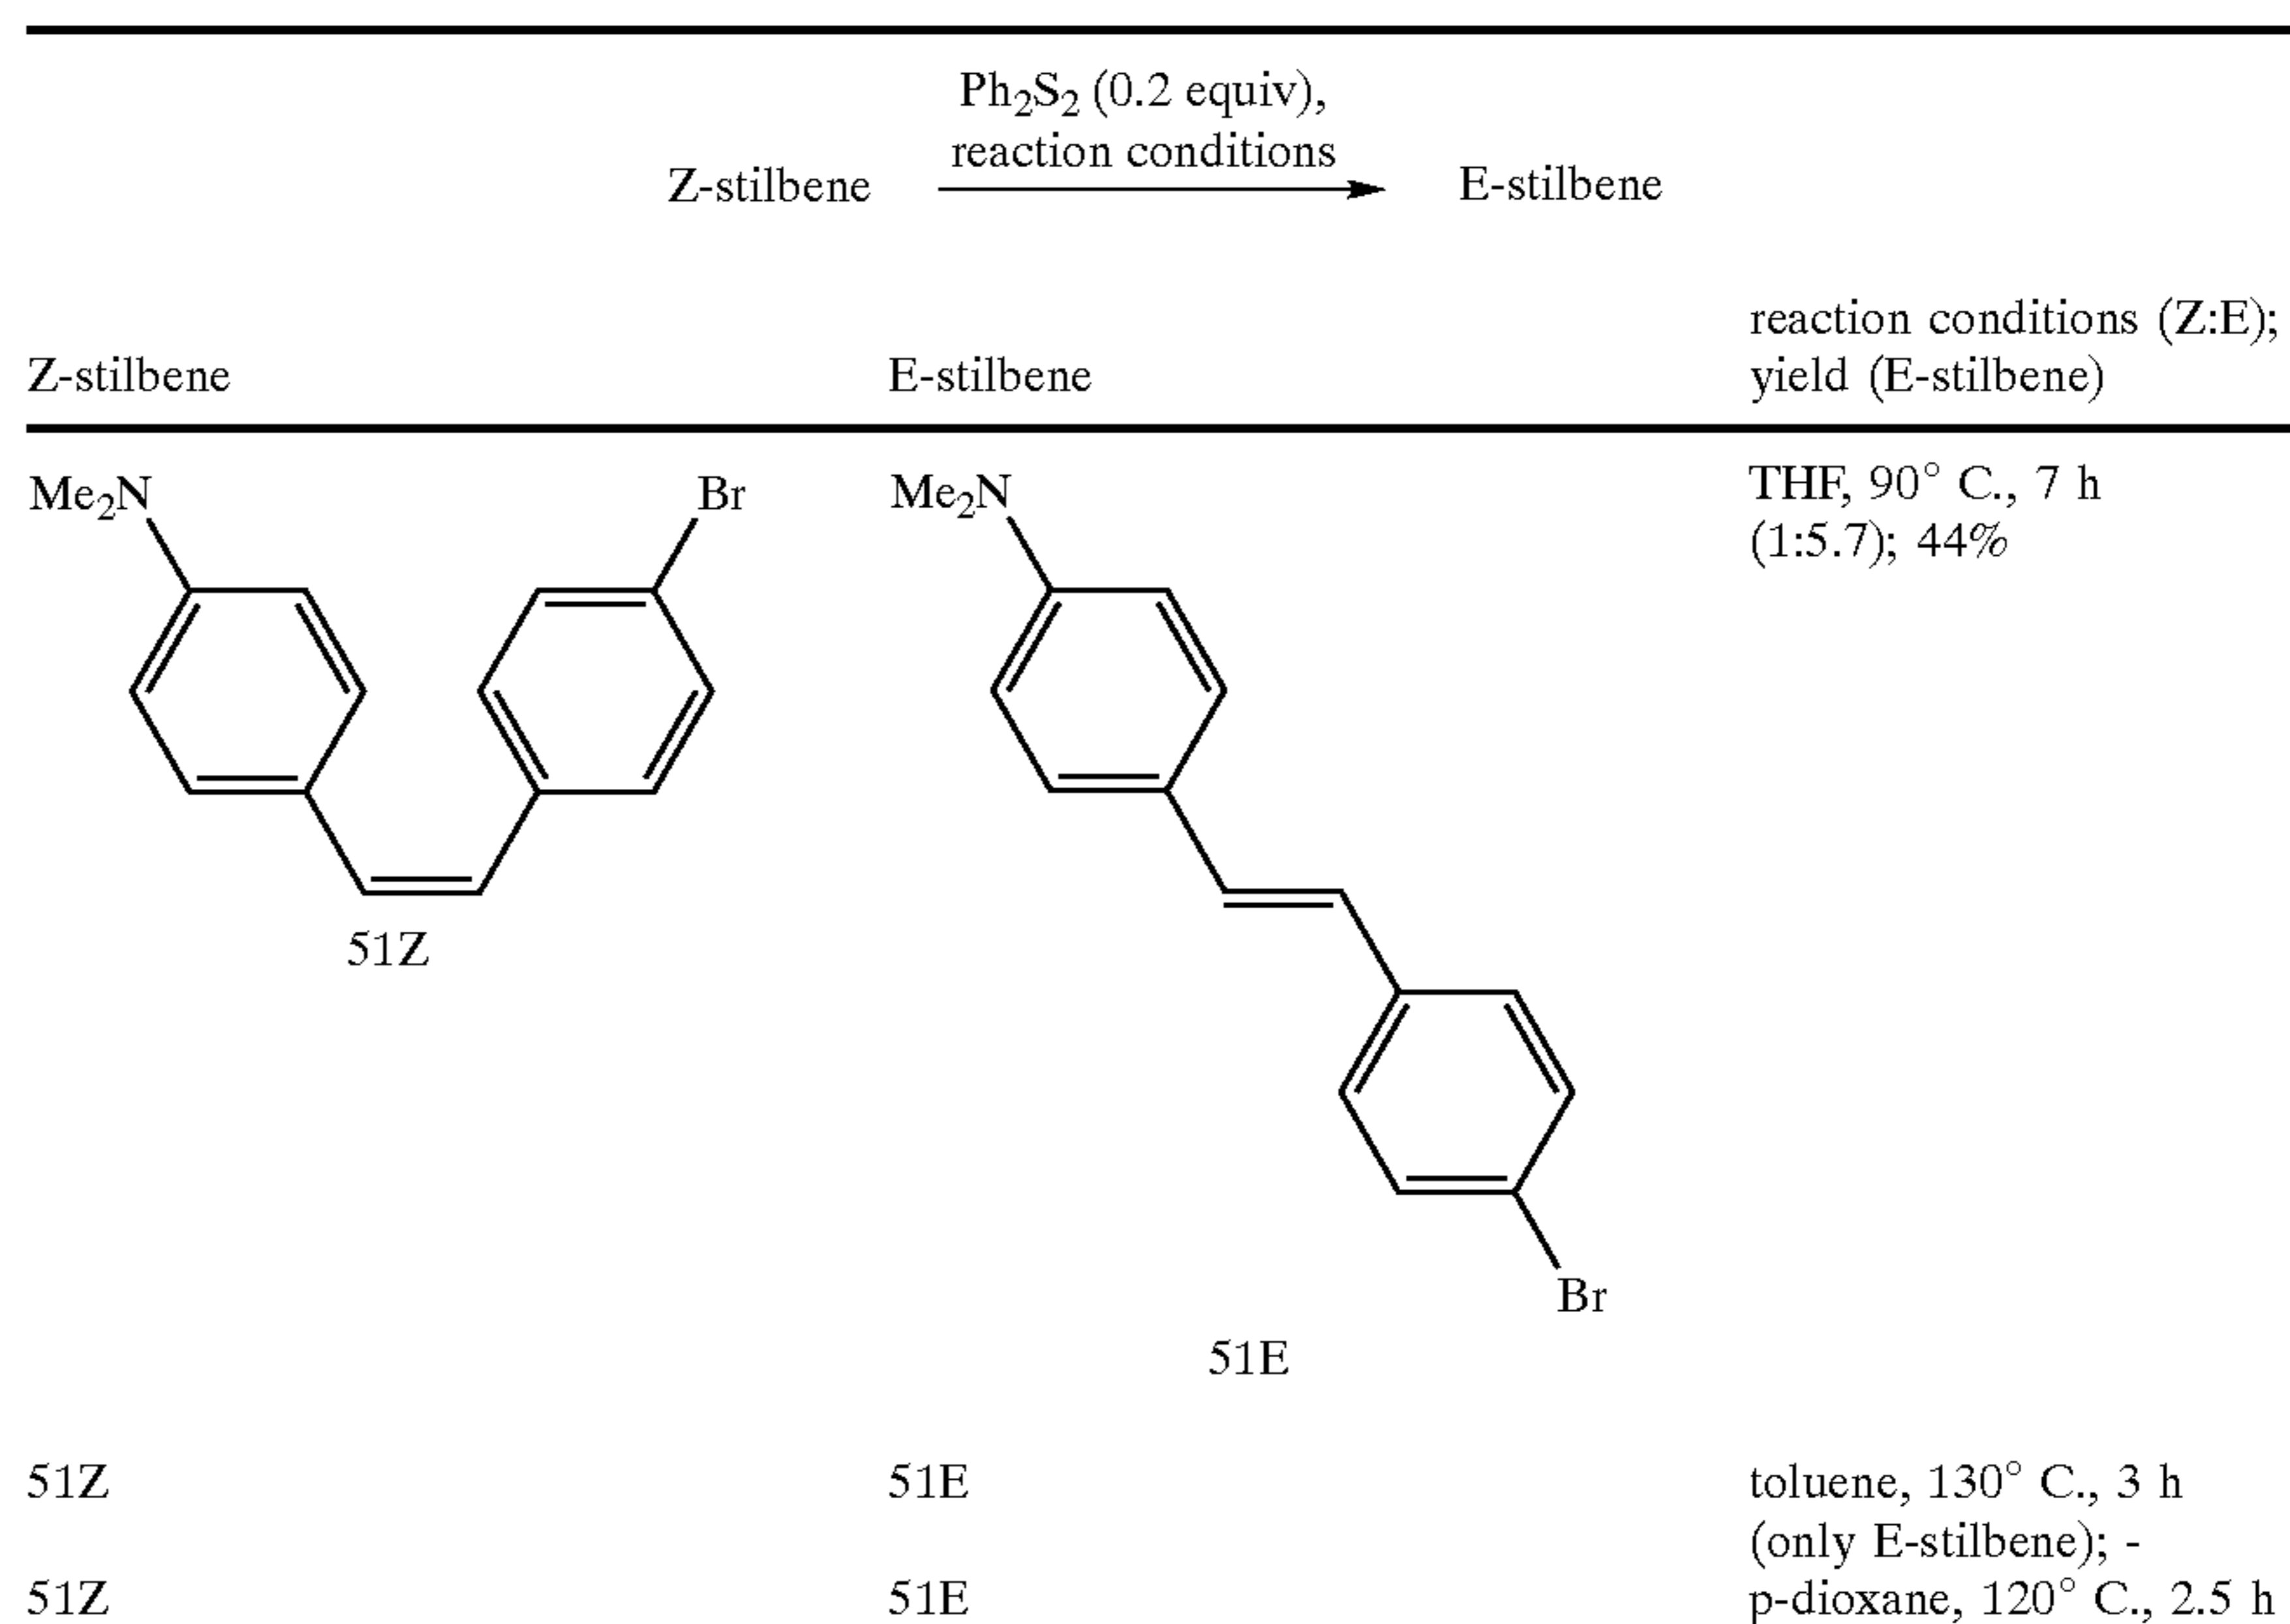 Ph2S2 (0.2 equiv),
reaction conditions
Z-stilbene E-stilbene
reaction conditions (Z:E);
Z-stilbene E-stilbene yield (E-stilbene)
Me2N Br Me2N THF, 90° C., 7 h
(1:5.7); 44%
51Z
Br
51E
51Z 51E toluene, 130° C., 3 h
(only E-stilbene); -
51Z 51E p-dioxane, 120° C., 2.5 h